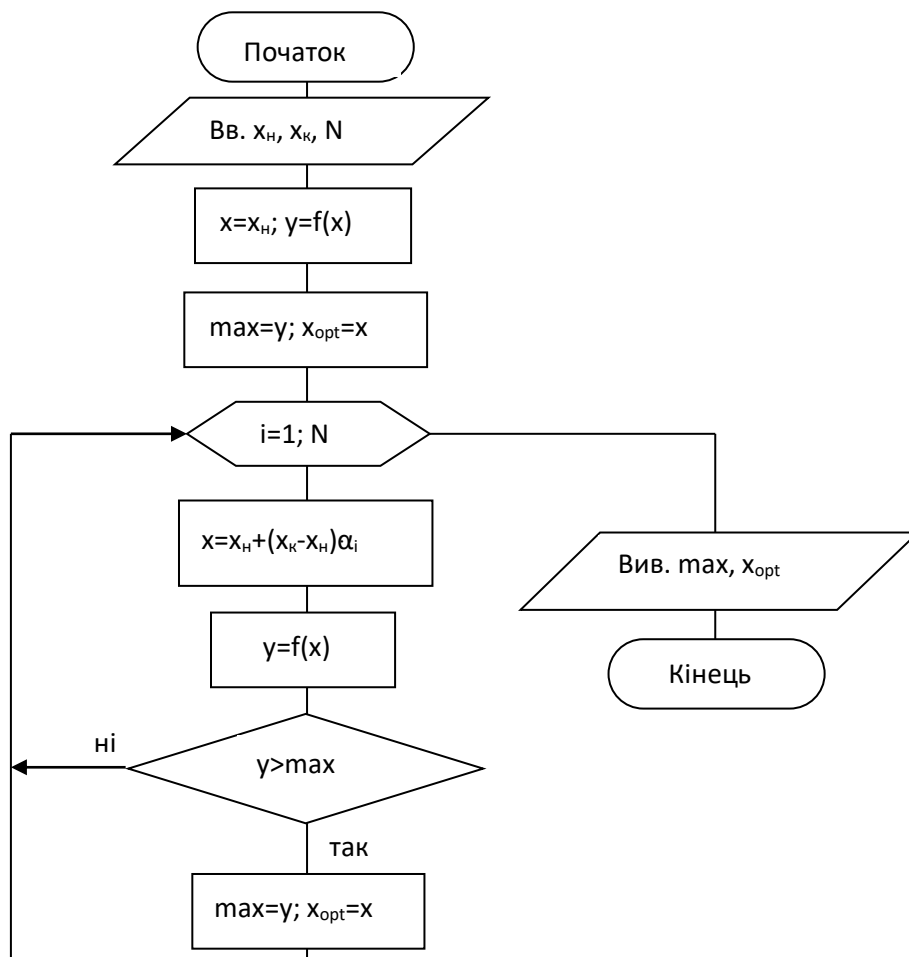 Початок
Вв. xн, xк, N
x=xн; y=f(x)
max=y; xopt=x
i=1; N
x=xн+(xк-xн)αi
y=f(x)
y>max
ні
так
max=y; xopt=x
Вив. max, xopt
Кінець